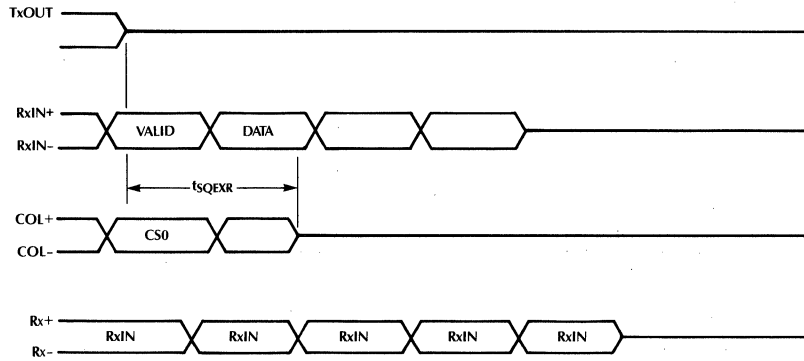 TxOUT
RxIN+
RxIN–
VALID DATA
tSQEXR
COL+
COL–
CS0
Rx+
Rx–
RxIN RxIN RxIN RxIN RxIN